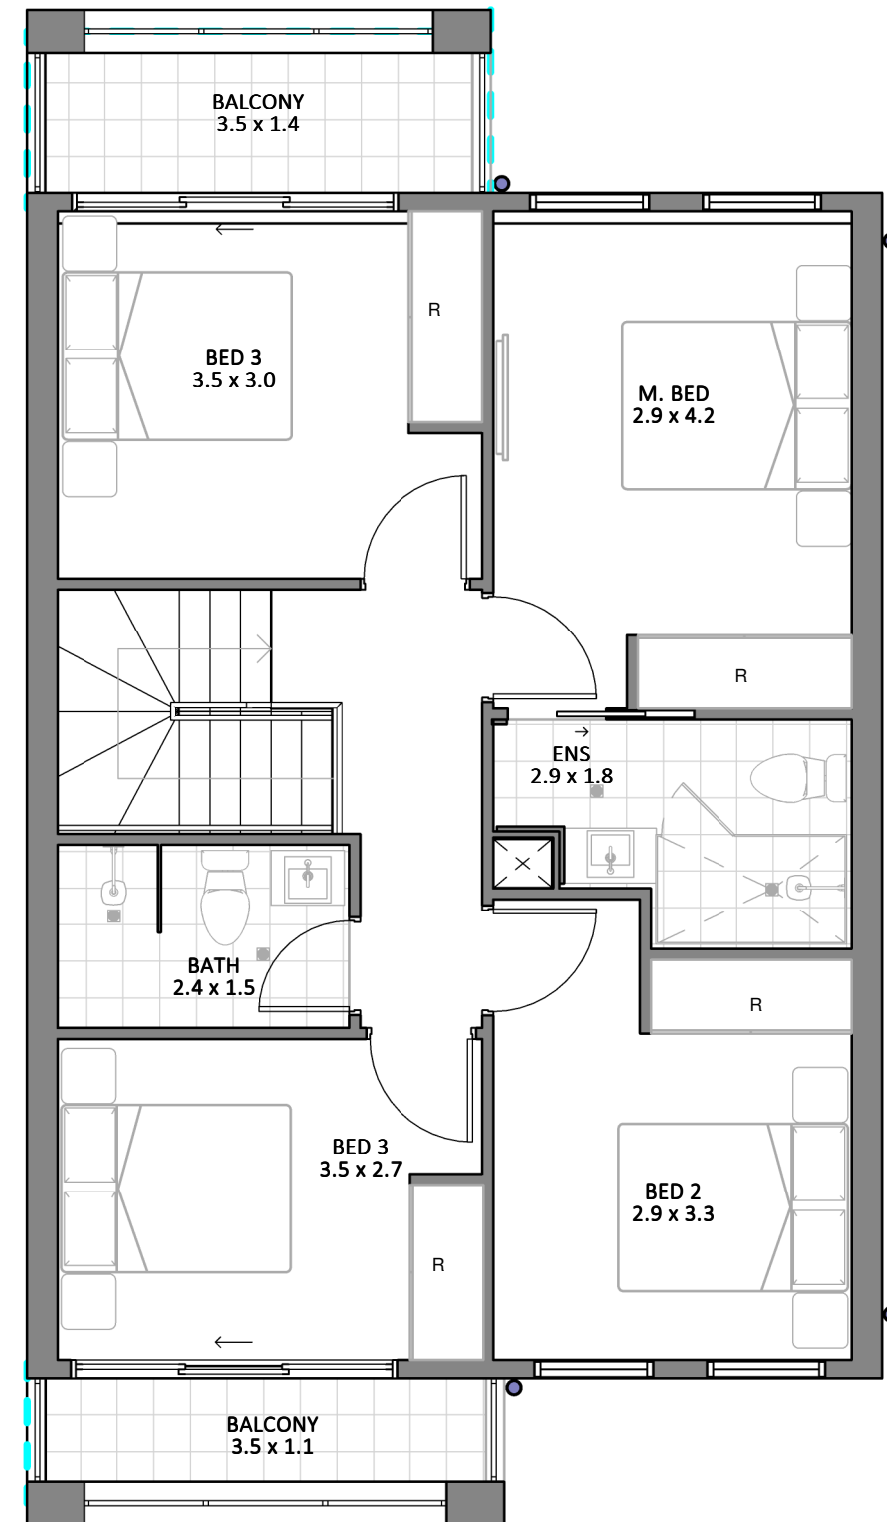 BALCONY
3.5 x 1.4
R
BED 3
3.5 x 3.0
M. BED
2.9 x 4.2
R
ENS
2.9 x 1.8
BATH
2.4 x 1.5
R
BED 3
3.5 x 2.7
BED 2
2.9 x 3.3
R
BALCONY
3.5 x 1.1